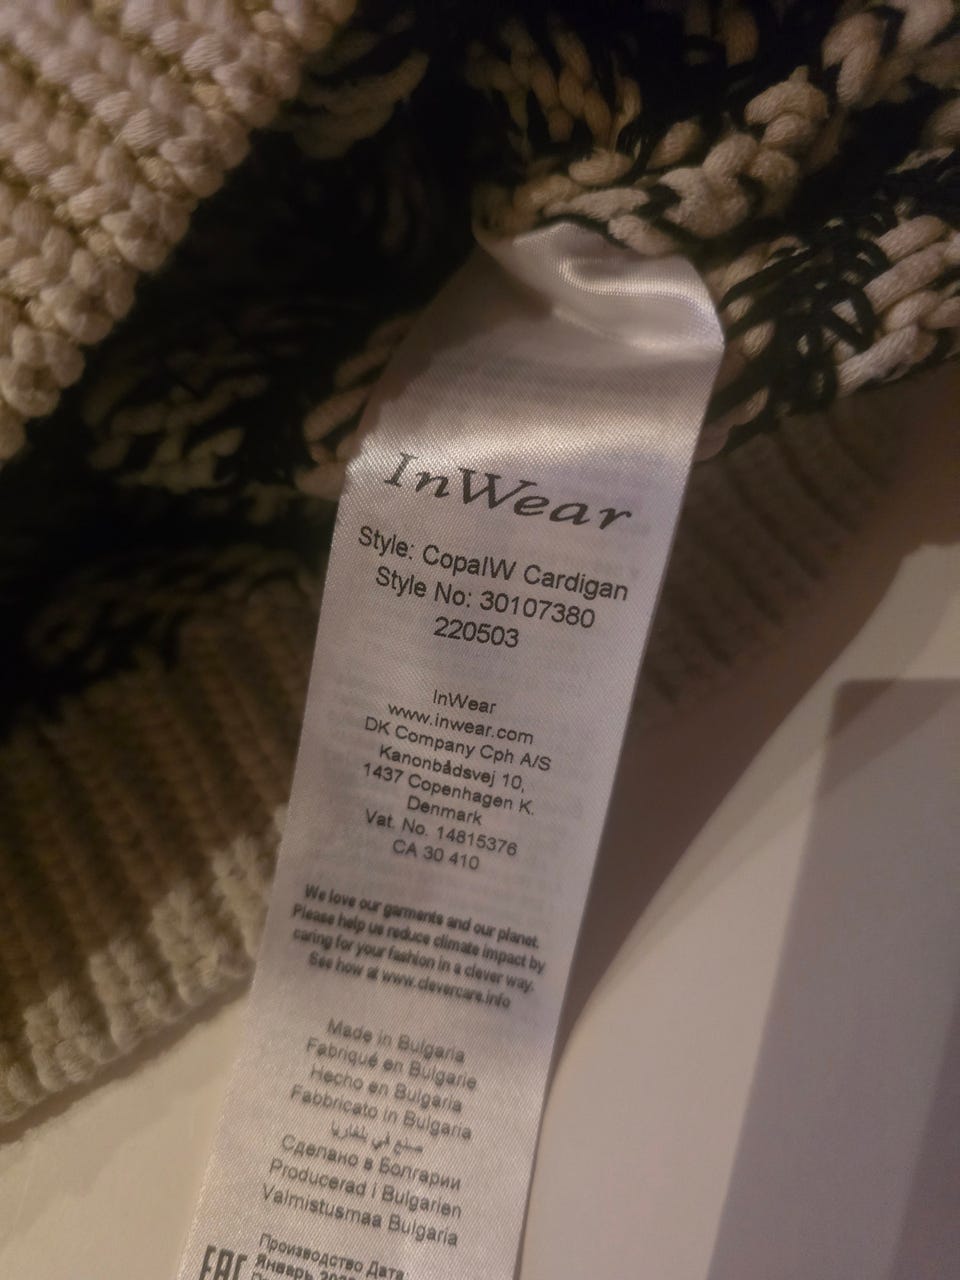 InWear
Style: CopaIW Cardigan
Style No: 30107380
220503
InWear
www.inwear.com
DK Company Cph A/S
Kanonbådsvej 10,
1437 Copenhagen K.
Denmark
Vat. No. 14815376
CA 30 410
We love our garments and our planet.
Please help us reduce climate impact by
caring for your fashion in a clever way.
See how at www.clevercare.info
Made in Bulgaria
Fabriqué en Bulgarie
Hecho en Bulgaria
Fabbricato in Bulgaria
صنع في بلغاريا
Сделано в Болгарии
Producerad i Bulgarien
Valmistusmaa Bulgaria
Производство Дата:
EAC Январь